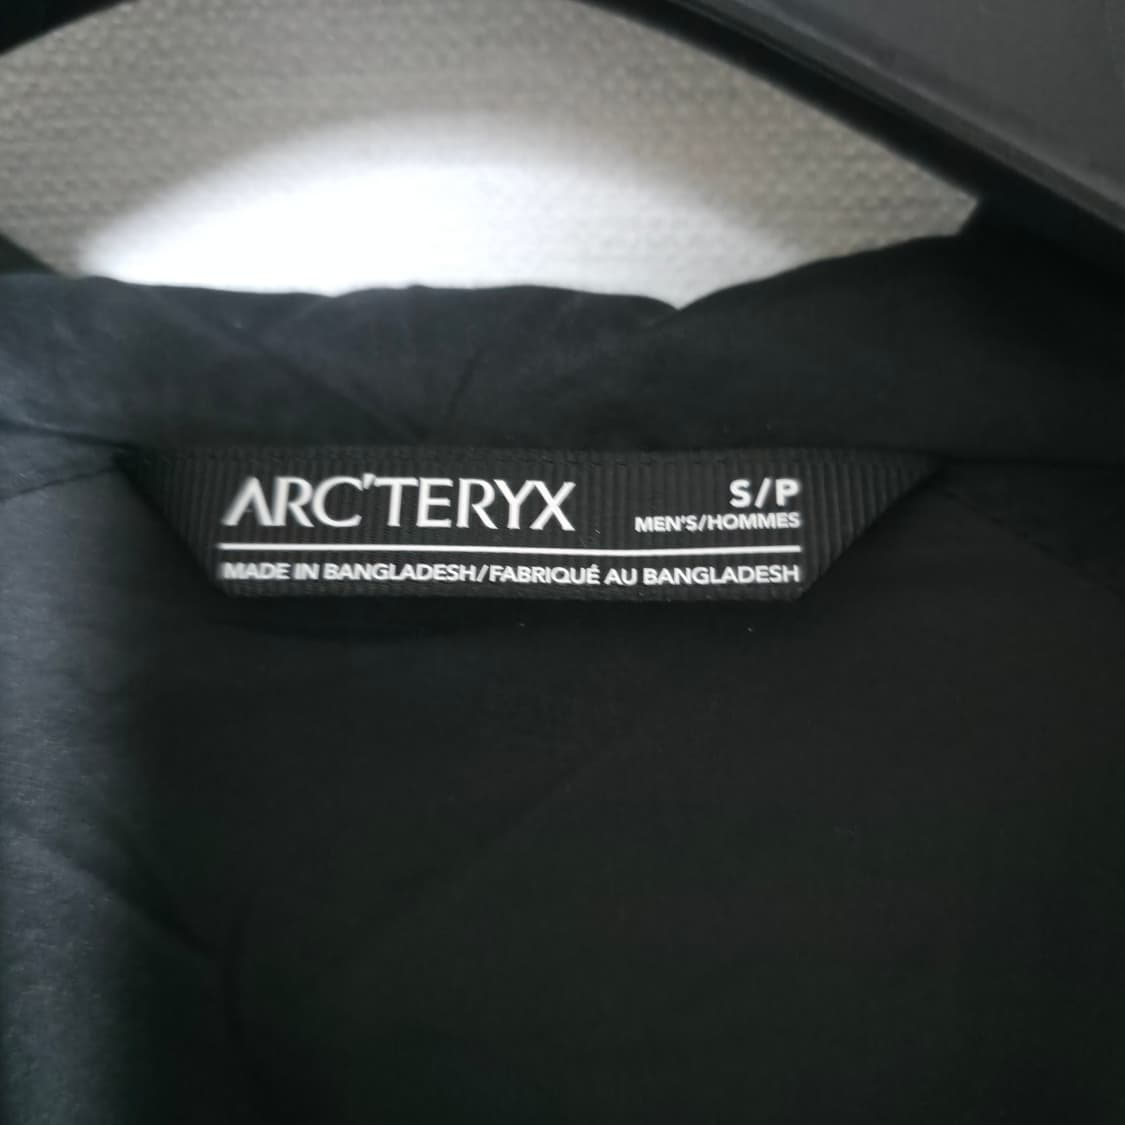 ARC'TERYX
S/P
MEN'S/HOMMES
MADE IN BANGLADESH/FABRIQUÉ AU BANGLADESH